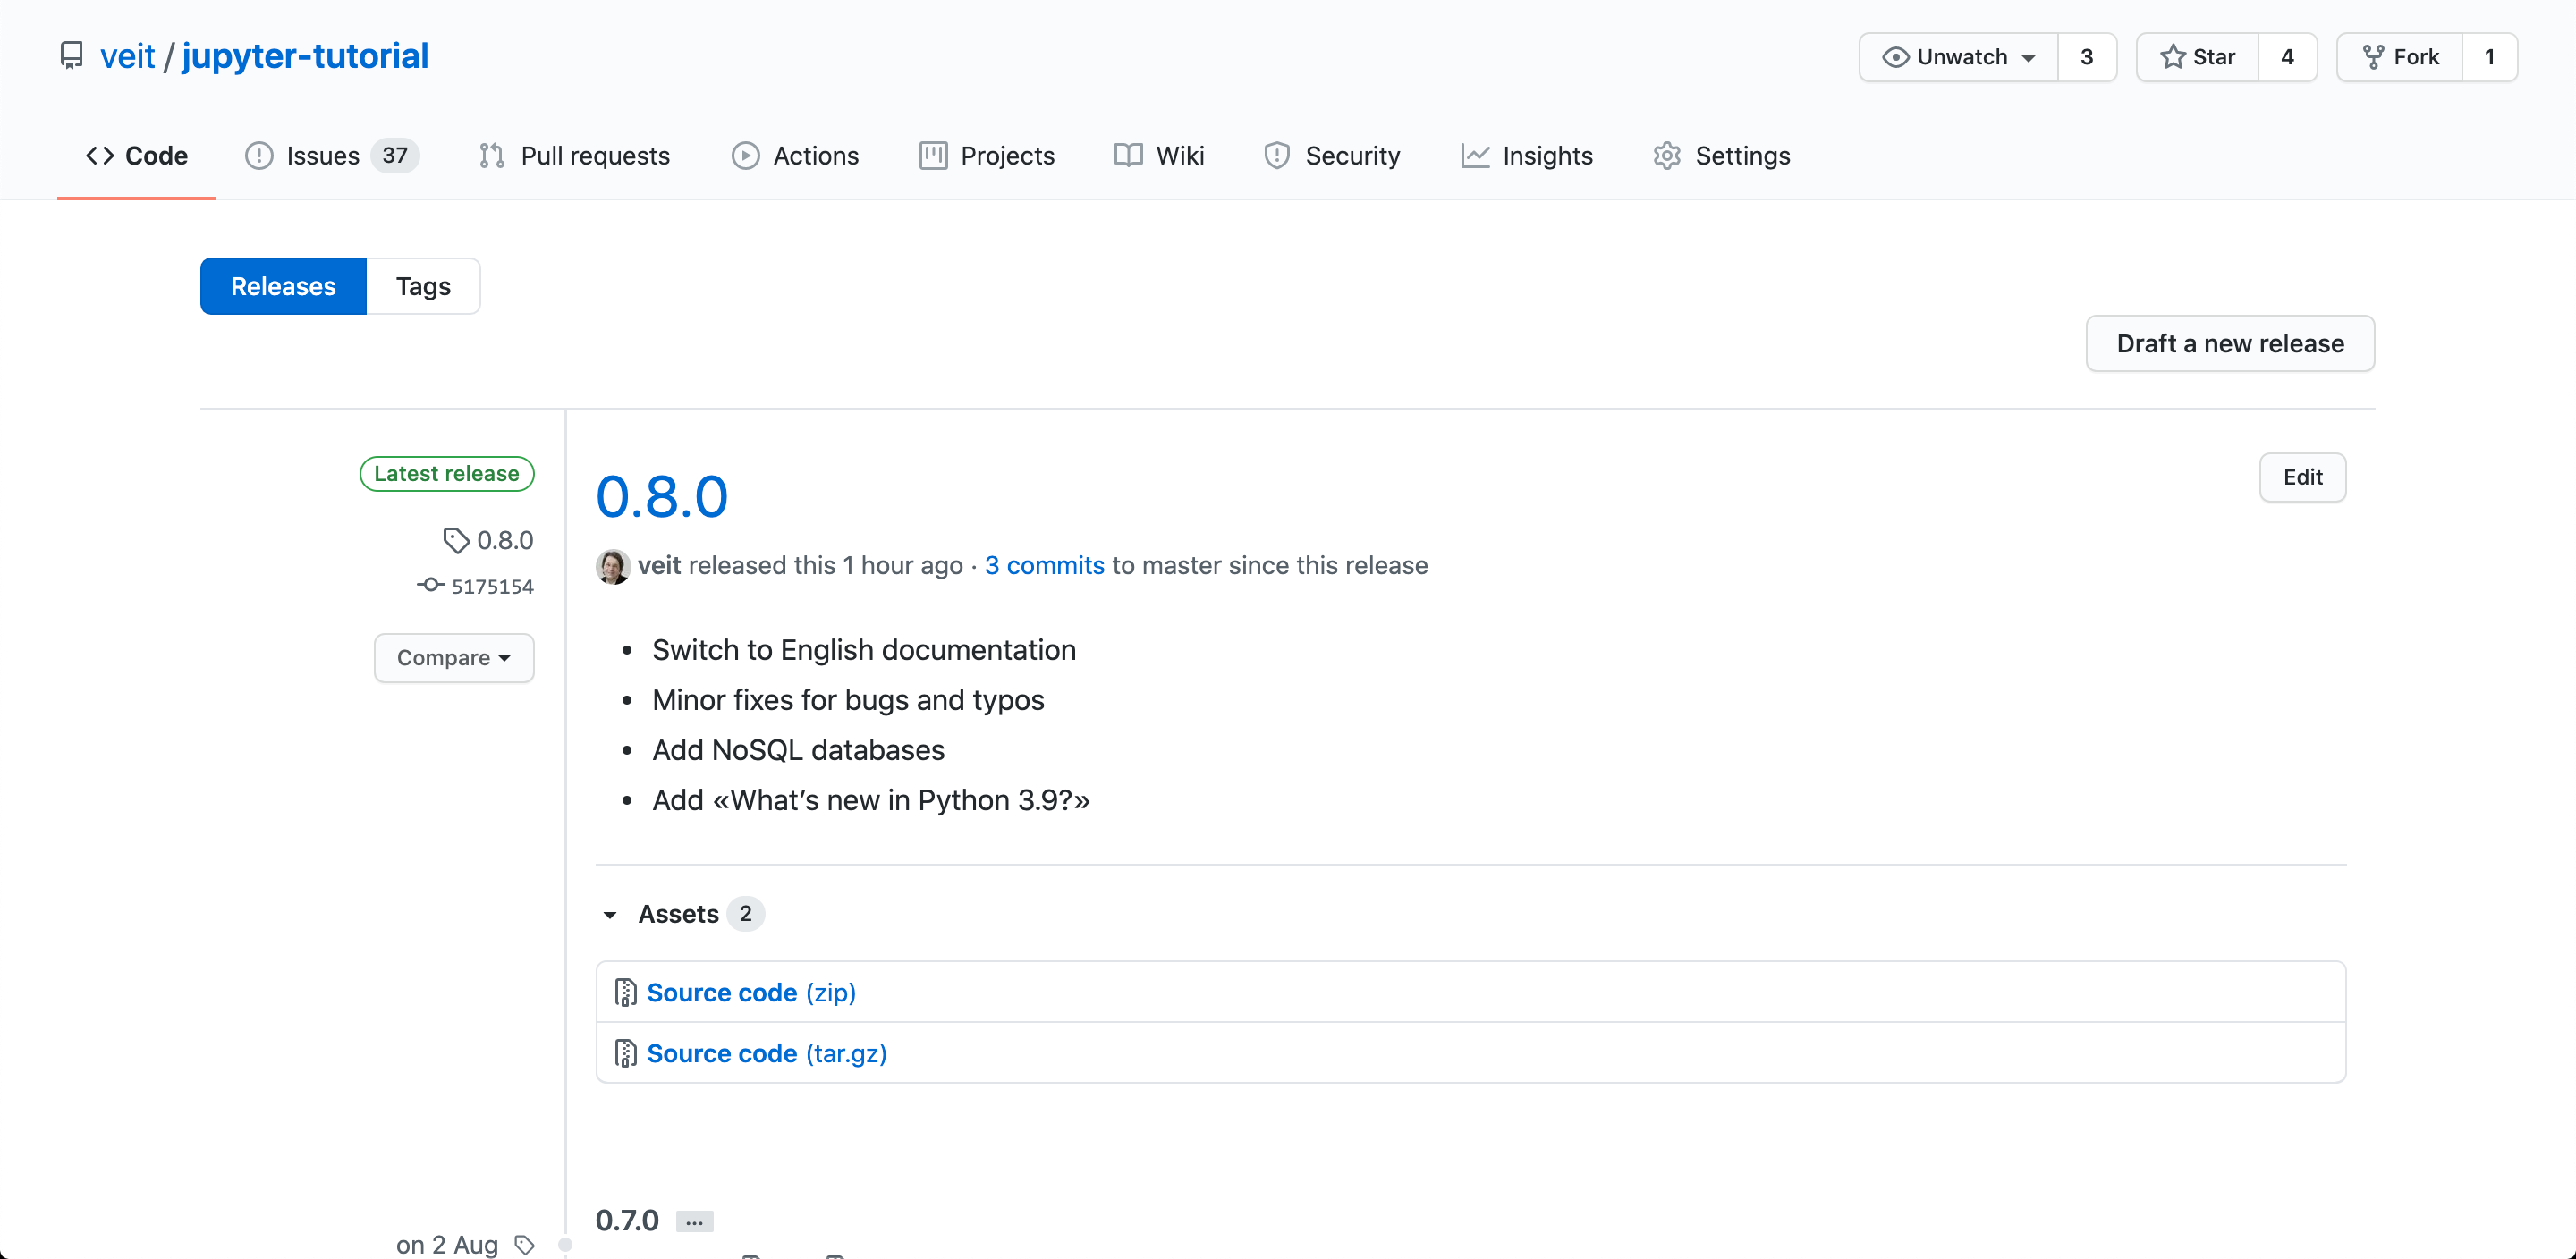 veit / jupyter-tutorial
Unwatch 3 Star 4 Fork 1
Code Issues 37 Pull requests Actions Projects Wiki Security Insights Settings
Releases Tags
Draft a new release
Latest release
0.8.0
5175154
Compare
0.8.0
Edit
veit released this 1 hour ago · 3 commits to master since this release
• Switch to English documentation
• Minor fixes for bugs and typos
• Add NoSQL databases
• Add «What’s new in Python 3.9?»
Assets 2
Source code (zip)
Source code (tar.gz)
on 2 Aug
0.7.0 ...